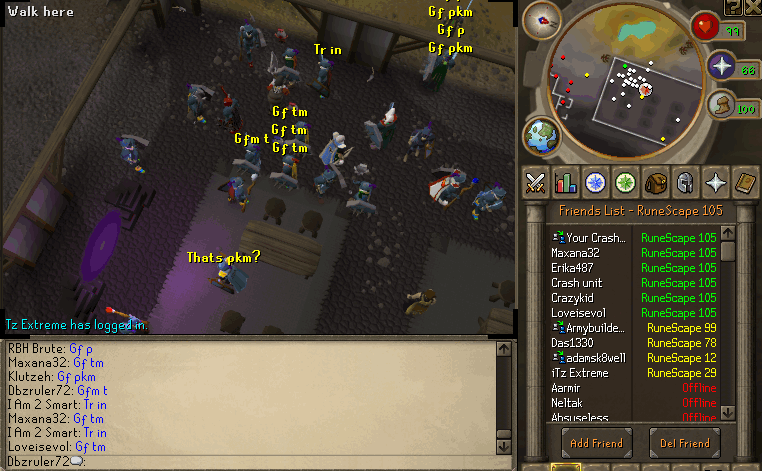 Walk here
Gf pkm
Gf p
Gf pkm
Tr in
Gf tm
Gf tm
Gfm t
Gf tm
Thats pkm?
Tz Extreme has logged in.
RBH Brute: Gf p
Maxana32: Gf tm
Klutzeh: Gf pkm
Dbzruler72: Gfm t
I Am 2 Smart: Tr in
Maxana32: Gf tm
I Am 2 Smart: Tr in
Loveisevol: Gf tm
Dbzruler72:
?
X
99
66
100
Friends List - RuneScape 105
Your Crash... RuneScape 105
Maxana32 RuneScape 105
Erika487 RuneScape 105
Crash unit RuneScape 105
Crazykid RuneScape 105
Loveisevol RuneScape 105
Armybuilde... RuneScape 99
Das1330 RuneScape 78
adamsk8well RuneScape 12
iTz Extreme RuneScape 29
Aarmir Offline
Neltak Offline
Absuseless Offline
Add Friend
Del Friend